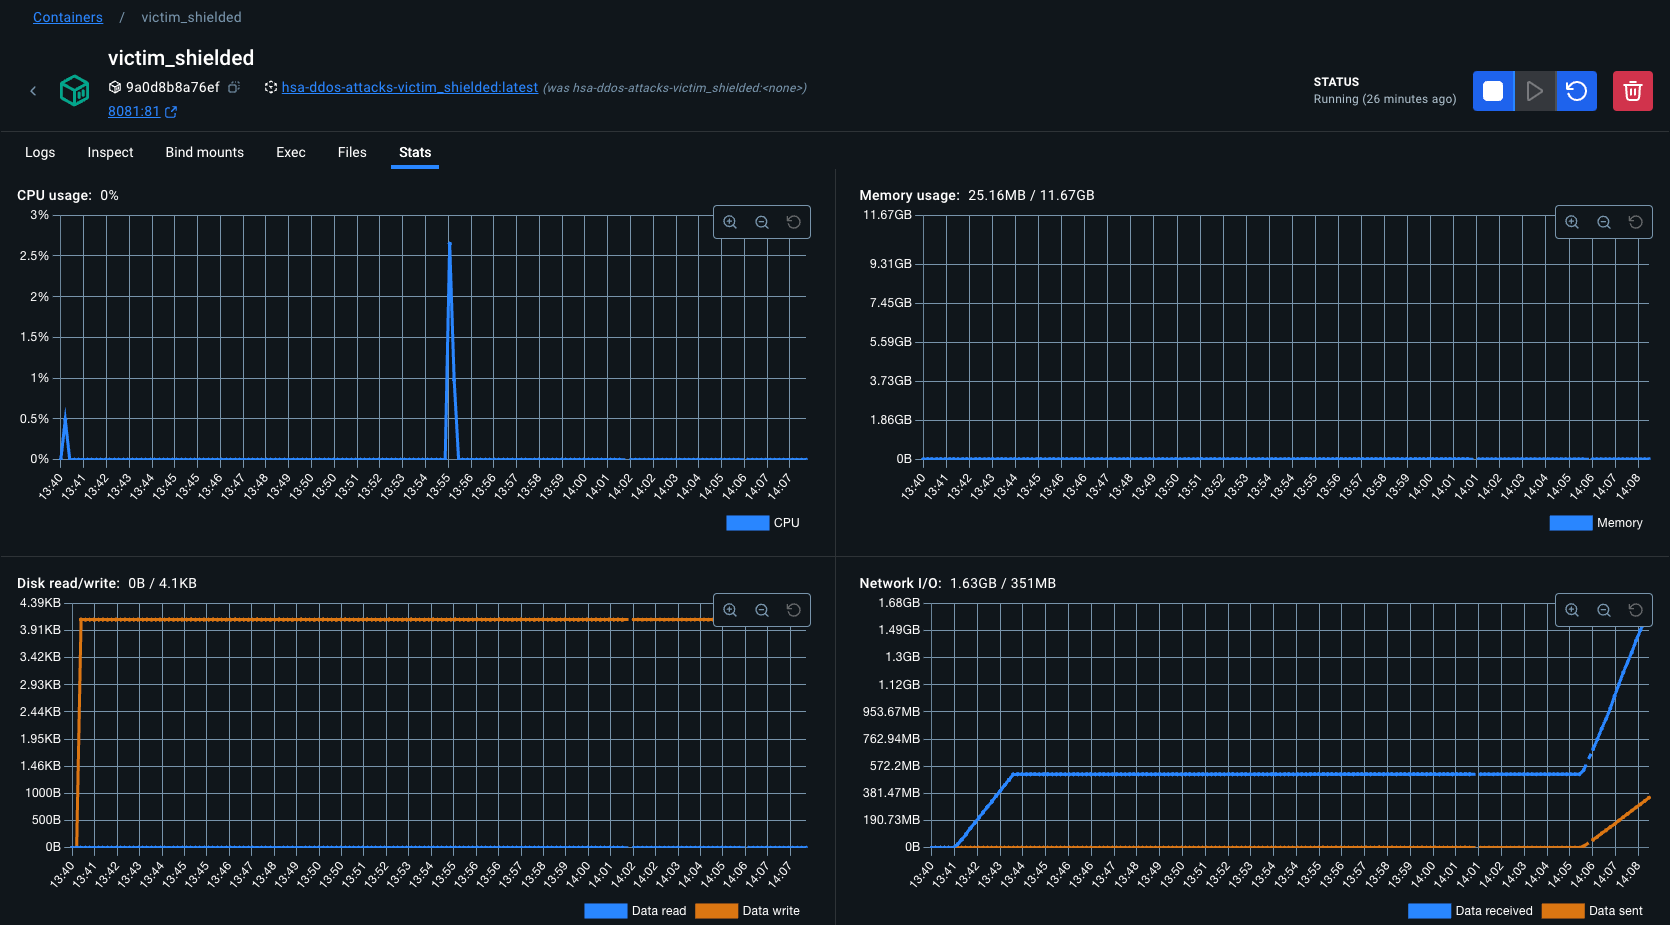 Containers / victim_shielded
victim_shielded
9a0d8b8a76ef hsa-ddos-attacks-victim_shielded:latest (was hsa-ddos-attacks-victim_shielded:<none>)
8081:81
STATUS
Running (26 minutes ago)
Logs Inspect Bind mounts Exec Files Stats
CPU usage: 0%
3%
2.5%
2%
1.5%
1%
0.5%
0%
13:40 13:41 13:42 13:43 13:44 13:45 13:45 13:46 13:47 13:48 13:49 13:50 13:50 13:51 13:52 13:53 13:54 13:55 13:56 13:56 13:57 13:58 13:59 14:00 14:01 14:02 14:02 14:03 14:04 14:05 14:06 14:07 14:07
CPU
Memory usage: 25.16MB / 11.67GB
11.67GB
9.31GB
7.45GB
5.59GB
3.73GB
1.86GB
0B
13:40 13:41 13:42 13:43 13:44 13:45 13:46 13:46 13:47 13:48 13:49 13:50 13:51 13:52 13:53 13:54 13:54 13:55 13:56 13:57 13:58 13:59 14:00 14:01 14:01 14:02 14:03 14:04 14:05 14:06 14:07 14:08
Memory
Disk read/write: 0B / 4.1KB
4.39KB
3.91KB
3.42KB
2.93KB
2.44KB
1.95KB
1.46KB
1000B
500B
0B
13:40 13:41 13:42 13:43 13:44 13:45 13:45 13:46 13:47 13:48 13:49 13:50 13:50 13:51 13:52 13:53 13:54 13:55 13:56 13:56 13:57 13:58 13:59 14:00 14:01 14:02 14:02 14:03 14:04 14:05 14:06 14:07 14:07
Data read Data write
Network I/O: 1.63GB / 351MB
1.68GB
1.49GB
1.3GB
1.12GB
953.67MB
762.94MB
572.2MB
381.47MB
190.73MB
0B
13:40 13:41 13:42 13:43 13:44 13:45 13:46 13:46 13:47 13:48 13:49 13:50 13:51 13:52 13:53 13:54 13:54 13:55 13:56 13:57 13:58 13:59 14:00 14:01 14:01 14:02 14:03 14:04 14:05 14:06 14:07 14:08
Data received Data sent